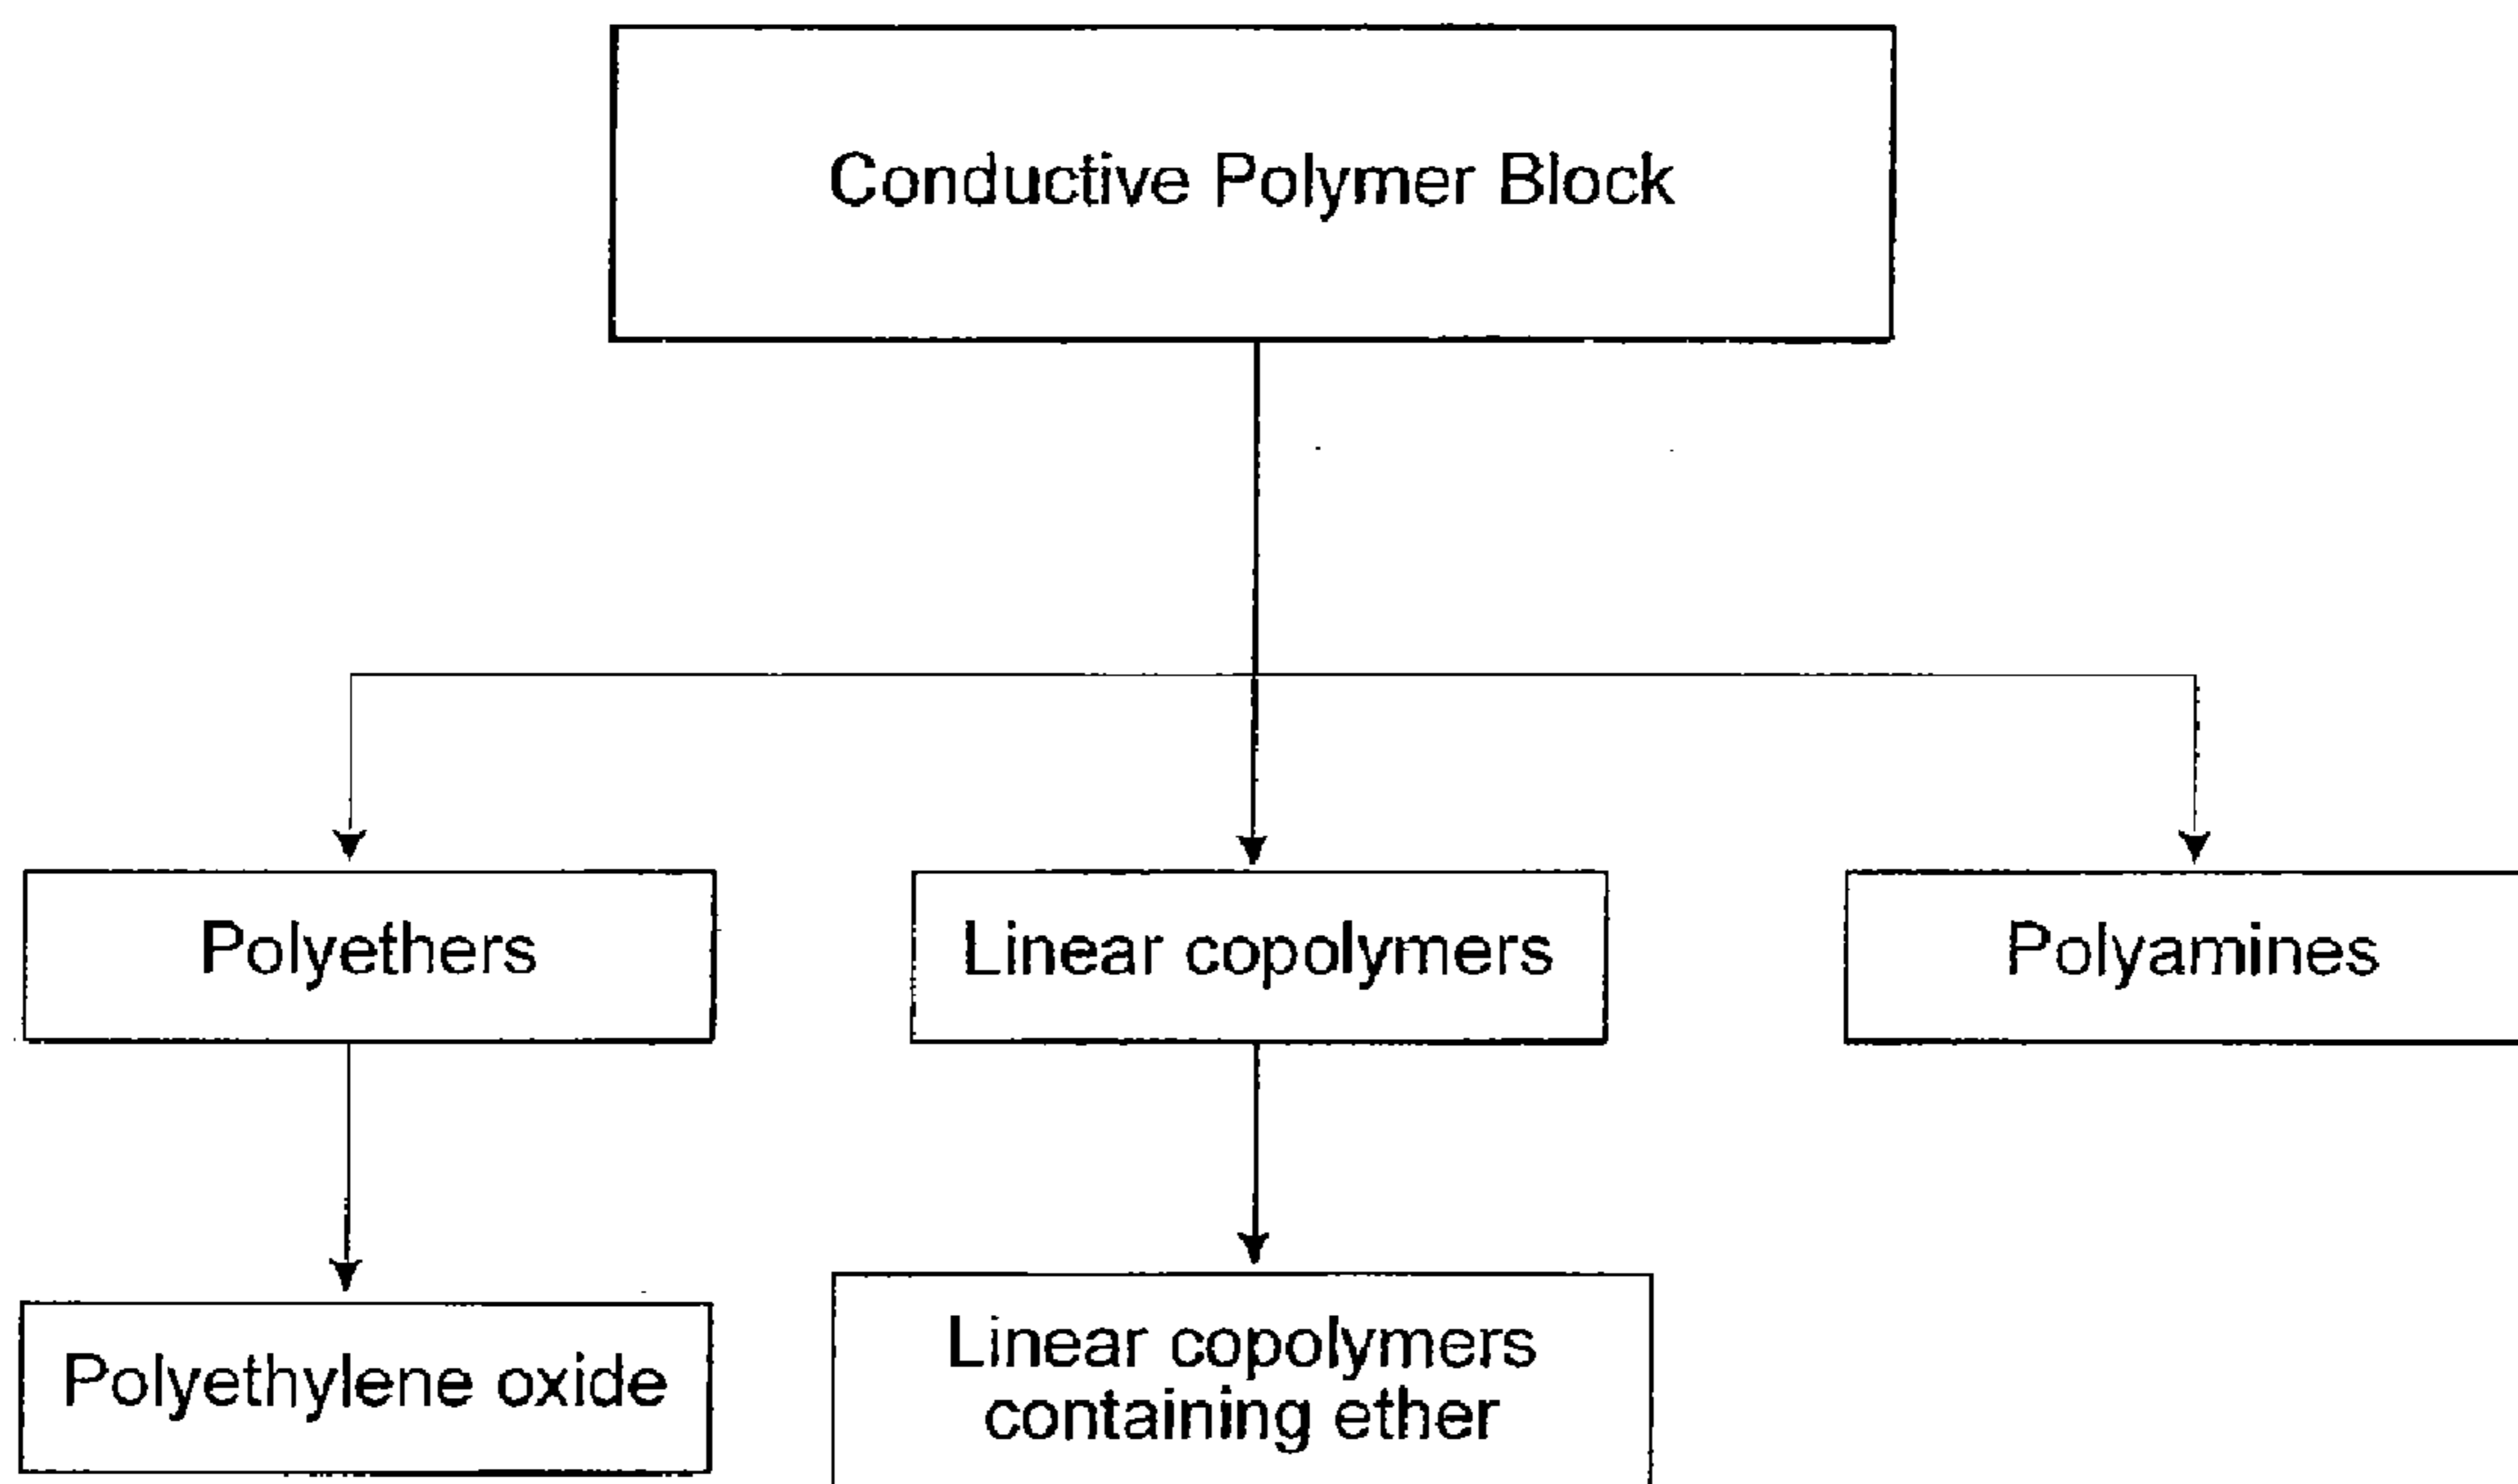 Conductive Polymer Block
Polyethers
Linear copolymers
Polyamines
Polyethylene oxide
Linear copolymers
containing ether